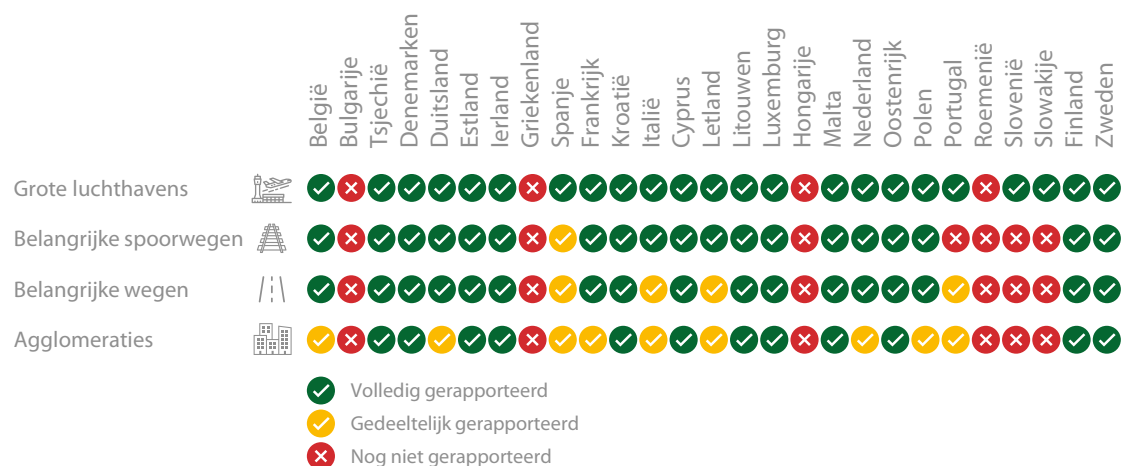 België
Bulgarije
Tsjechië
Denemarken
Duitsland
Estland
Ierland
Griekenland
Spanje
Frankrijk
Kroatië
Italië
Cyprus
Letland
Litouwen
Luxemburg
Hongarije
Malta
Nederland
Oostenrijk
Polen
Portugal
Roemenië
Slovenië
Slowakije
Finland
Zweden
Grote luchthavens
Belangrijke spoorwegen
Belangrijke wegen
Agglomeraties
Volledig gerapporteerd
Gedeeltelijk gerapporteerd
Nog niet gerapporteerd